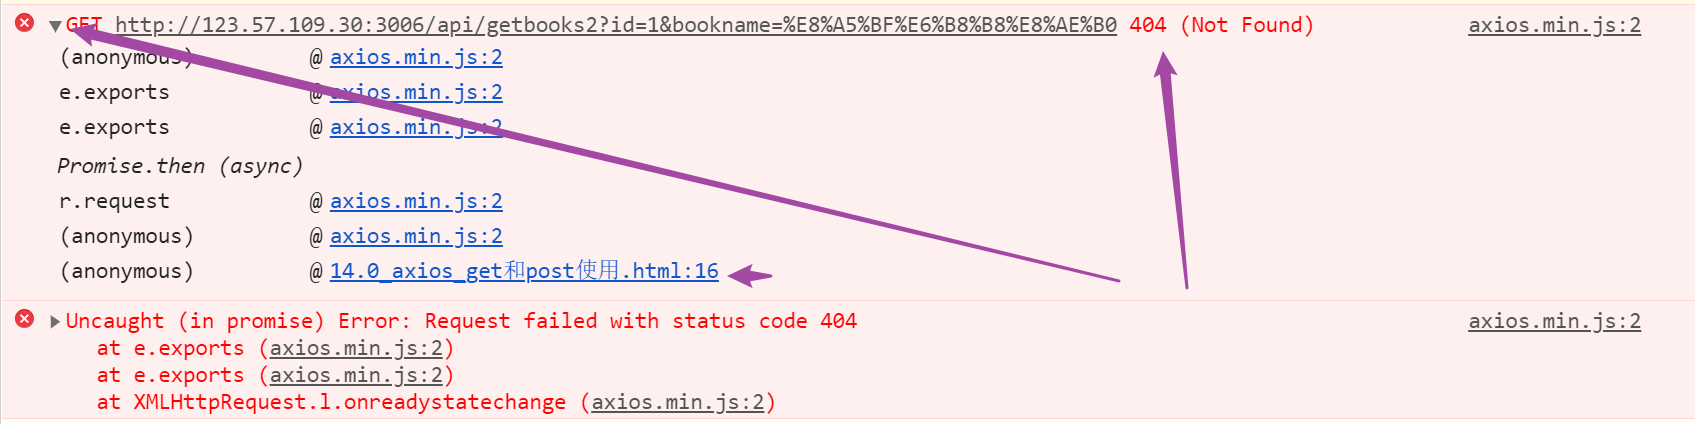 GET http://123.57.109.30:3006/api/getbooks2?id=1&bookname=%E8%A5%BF%E6%B8%B8%E8%AE%B0 404 (Not Found) axios.min.js:2
(anonymous) @ axios.min.js:2
e.exports @ axios.min.js:2
e.exports @ axios.min.js:2
Promise.then (async)
r.request @ axios.min.js:2
(anonymous) @ axios.min.js:2
(anonymous) @ 14.0_axios_get和post使用.html:16
Uncaught (in promise) Error: Request failed with status code 404 axios.min.js:2
at e.exports (axios.min.js:2)
at e.exports (axios.min.js:2)
at XMLHttpRequest.l.onreadystatechange (axios.min.js:2)